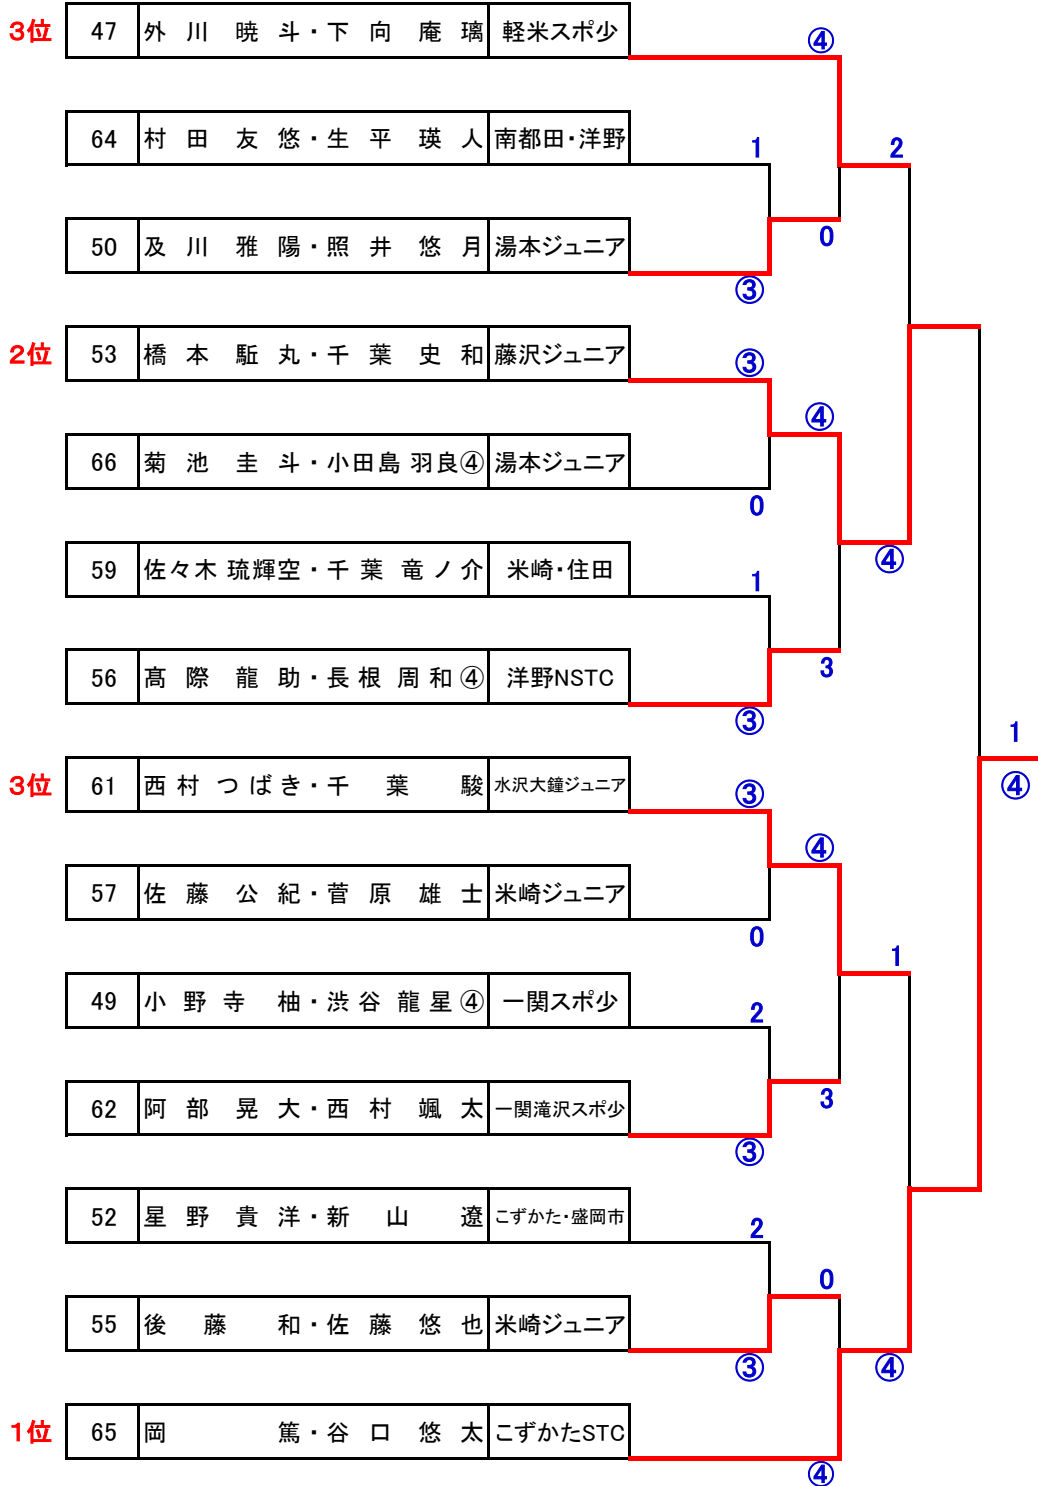 3位 47 外川 暁斗・下向 庵璃 軽米スポ少
④
64 村田 友悠・生平 瑛人 南都田・洋野
1 2
50 及川 雅陽・照井 悠月 湯本ジュニア
0
③
2位 53 橋本 駈丸・千葉 史和 藤沢ジュニア
③
④
66 菊池 圭斗・小田島 羽良④ 湯本ジュニア
0
④
59 佐々木 琉輝空・千葉 竜ノ介 米崎・住田
1
3
56 髙際 龍助・長根 周和④ 洋野NSTC
③
1
3位 61 西村 つばき・千葉 駿 水沢大鐘ジュニア
④
③
④
57 佐藤 公紀・菅原 雄士 米崎ジュニア
0
1
49 小野寺 柚・渋谷 龍星④ 一関スポ少
2
3
62 阿部 晃大・西村 颯太 一関滝沢スポ少
③
52 星野 貴洋・新山 遼 こずかた・盛岡市
2
0
55 後藤 和・佐藤 悠也 米崎ジュニア
③ ④
1位 65 岡 篤・谷口 悠太 こずかたSTC
④